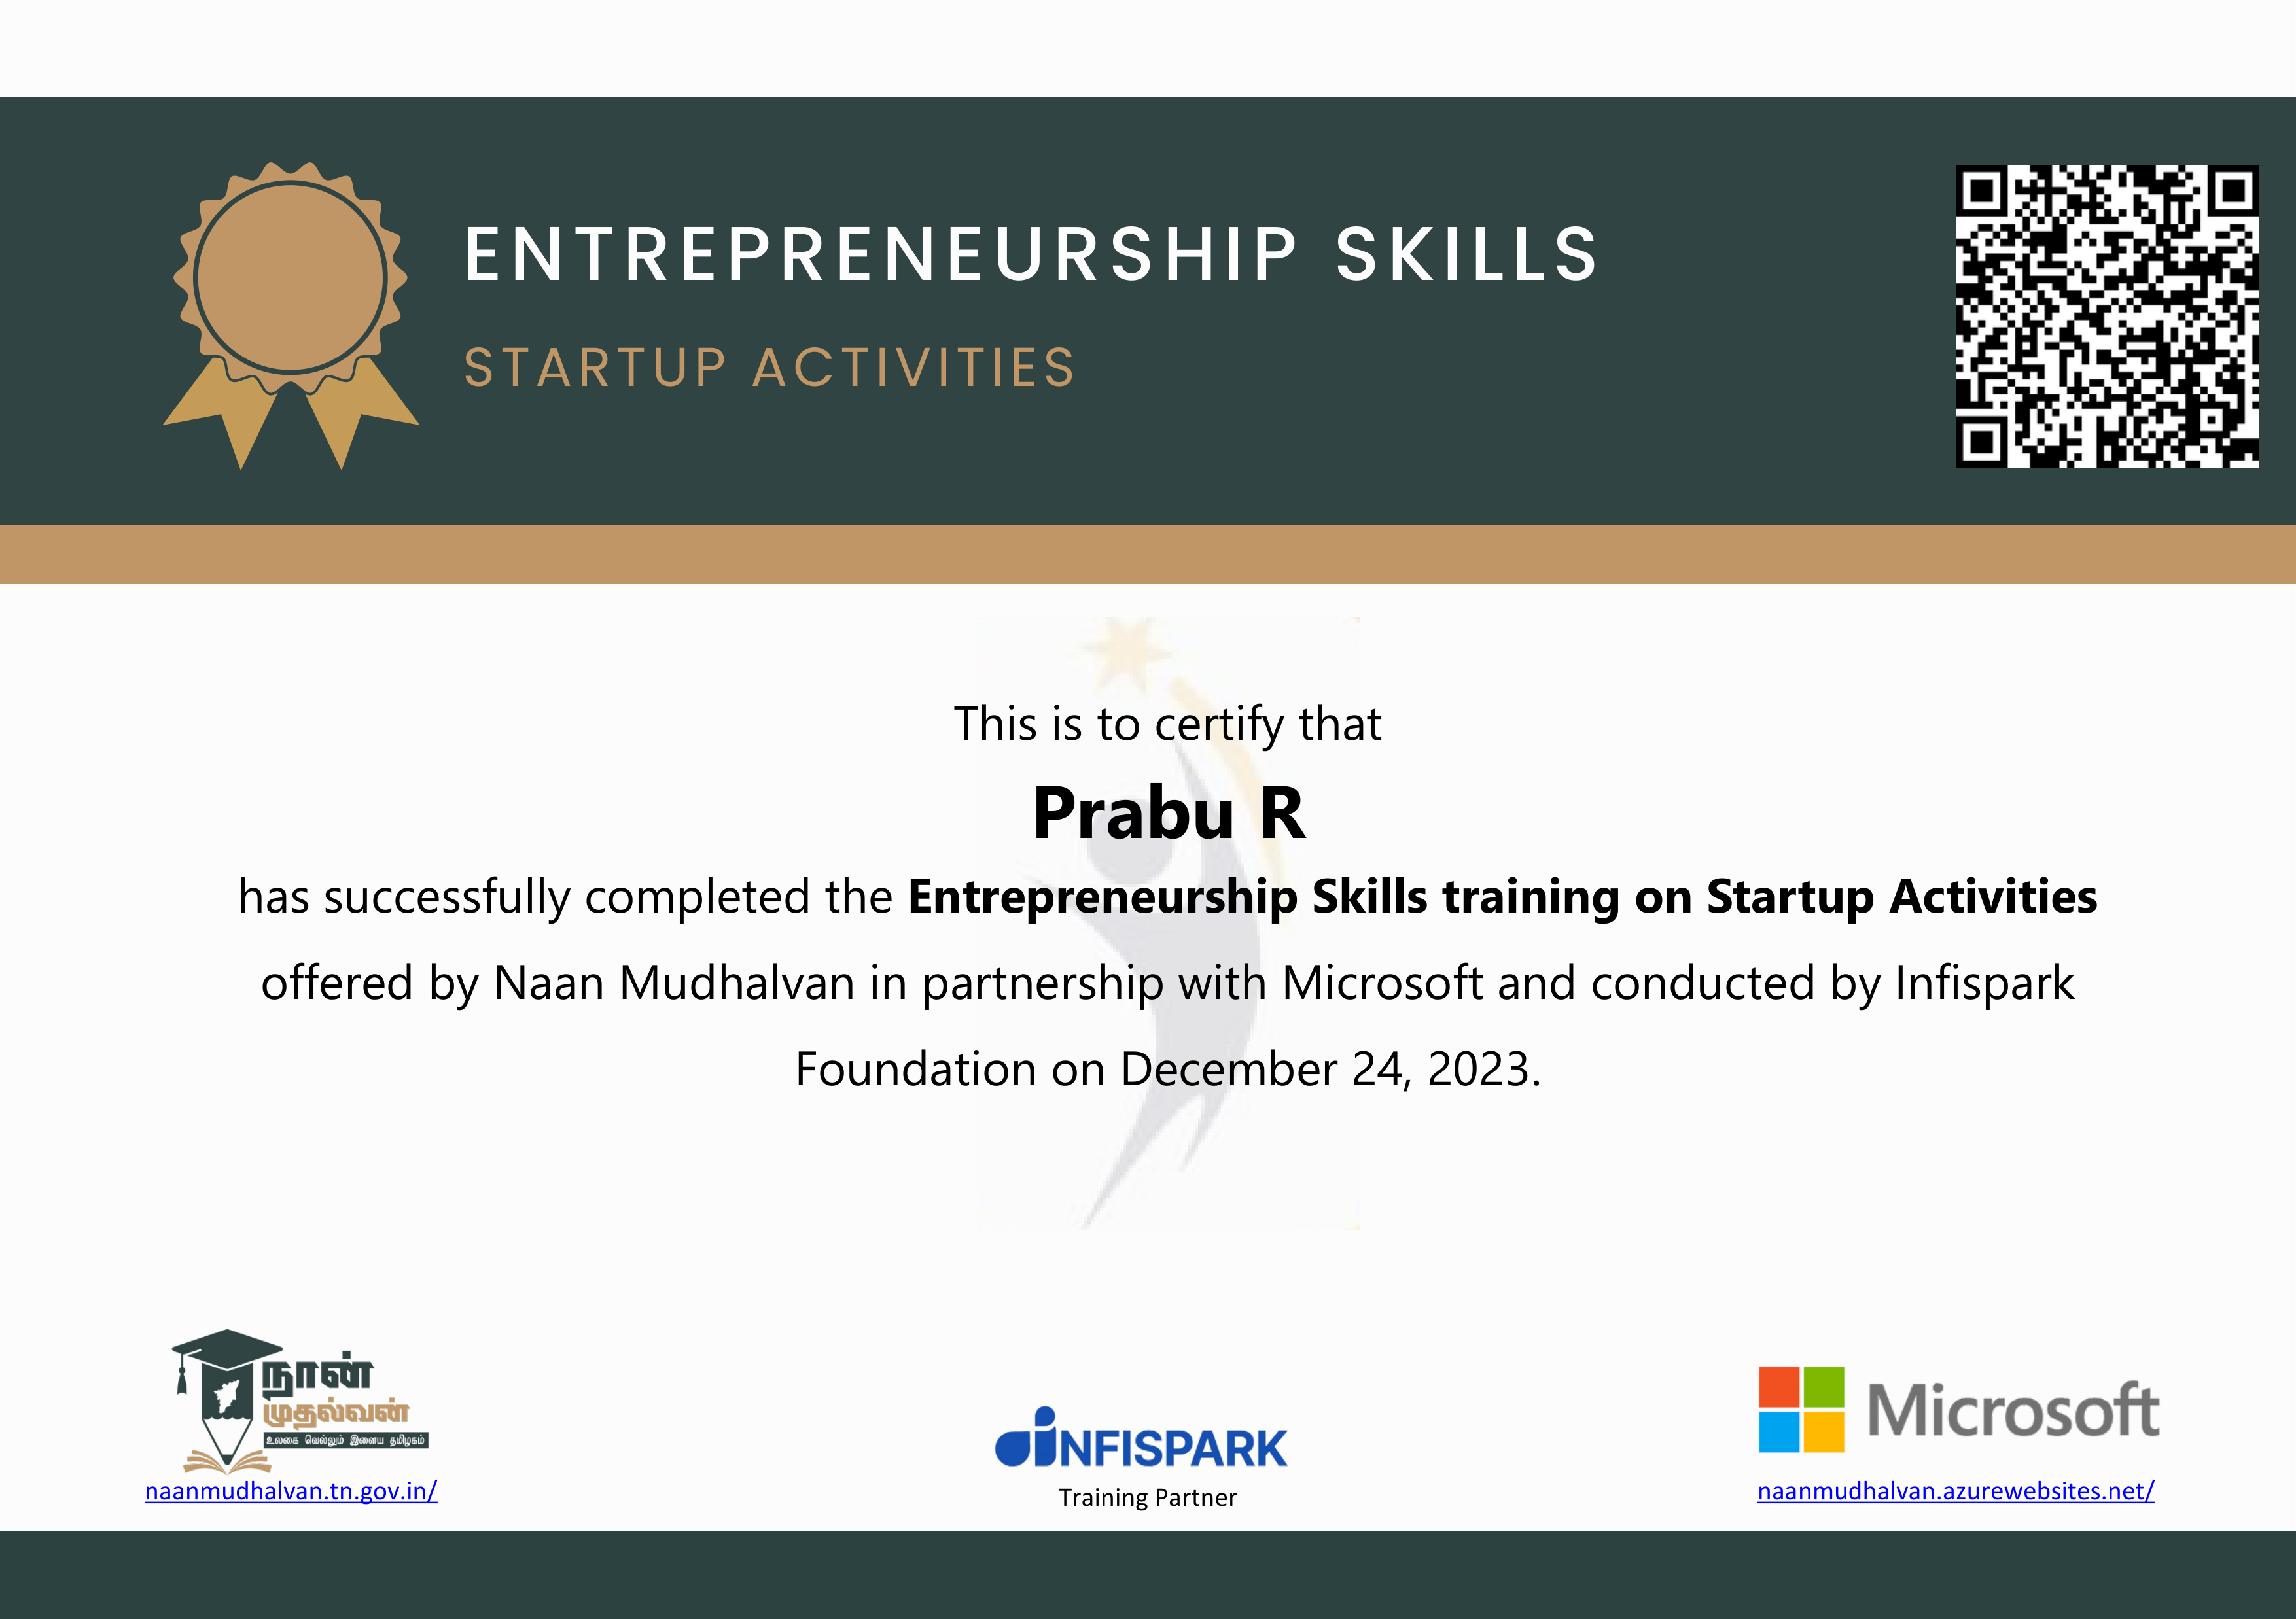 ENTREPRENEURSHIP SKILLS
STARTUP ACTIVITIES
This is to certify that
Prabu R
has successfully completed the Entrepreneurship Skills training on Startup Activities
offered by Naan Mudhalvan in partnership with Microsoft and conducted by Infispark
Foundation on December 24, 2023.
நான்
முதல்வன்
உலகை வெல்லும் இளைய தமிழகம்
naanmudhalvan.tn.gov.in/
INFISPARK
Training Partner
Microsoft
naanmudhalvan.azurewebsites.net/